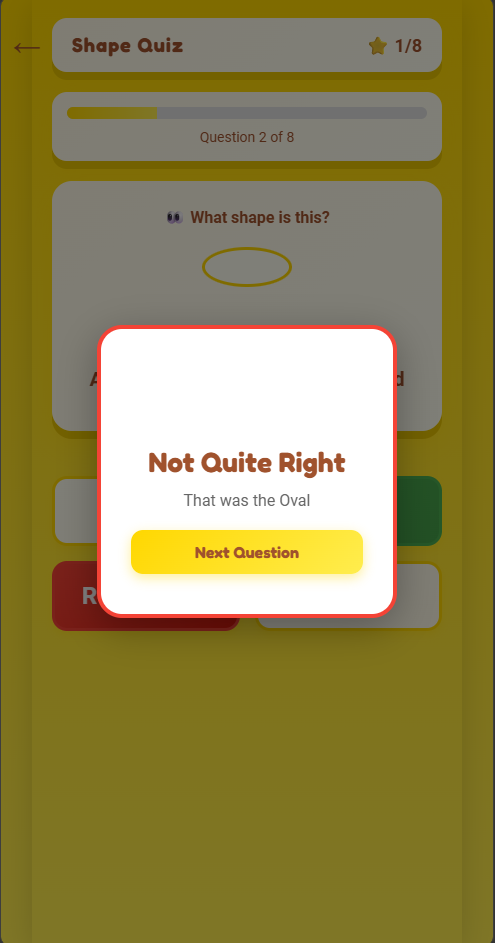 Shape Quiz
1/8
Question 2 of 8
What shape is this?
Not Quite Right
That was the Oval
Next Question